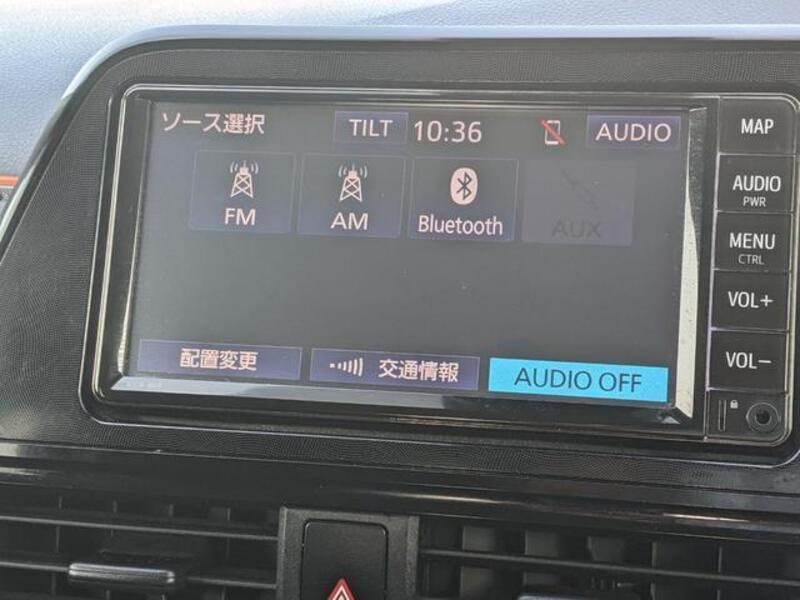 ソース選択 TILT 10:36 AUDIO
FM AM Bluetooth AUX
配置変更 交通情報 AUDIO OFF
MAP
AUDIO
PWR
MENU
CTRL
VOL+
VOL-